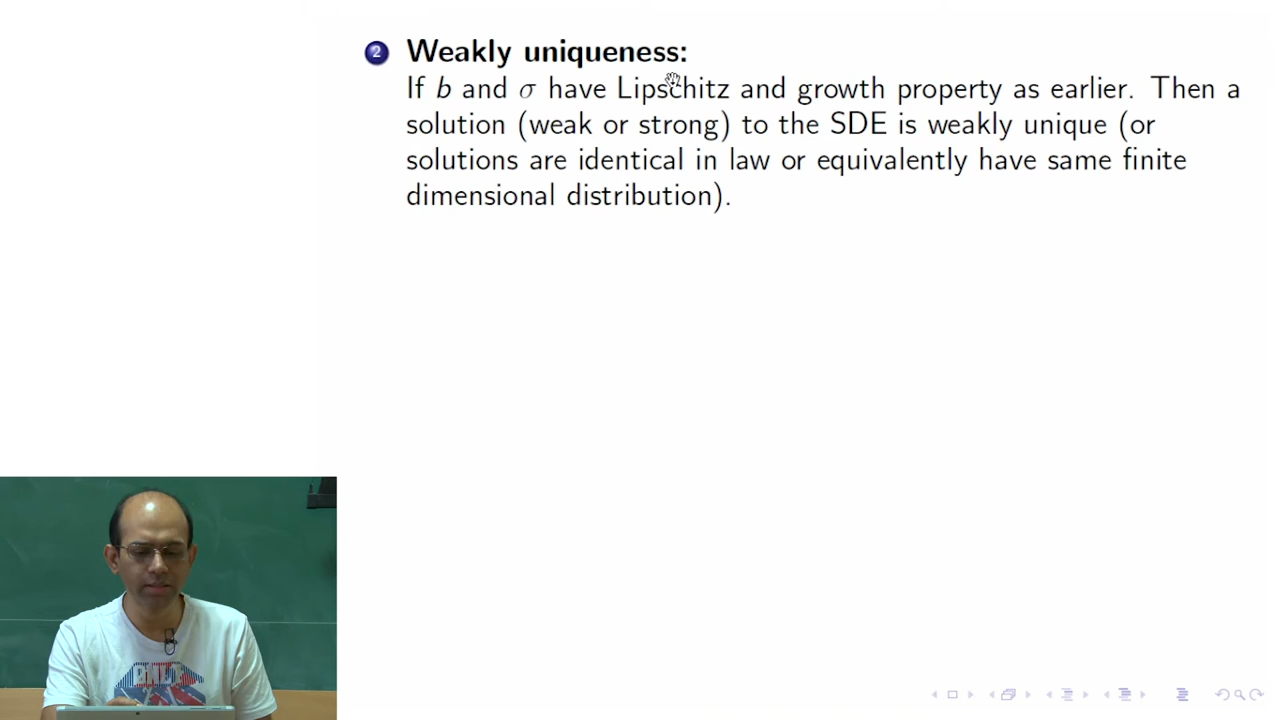 2 Weakly uniqueness:
If b and σ have Lipschitz and growth property as earlier. Then a
solution (weak or strong) to the SDE is weakly unique (or
solutions are identical in law or equivalently have same finite
dimensional distribution).